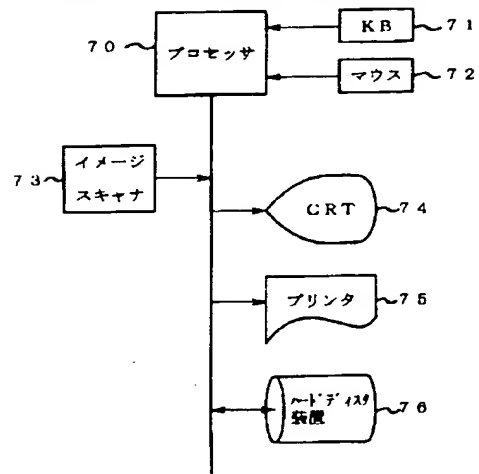 70 プロセッサ KB 71
マウス 72
73 イメージ
スキャナ
CRT 74
プリンタ 75
ハードディスク
装置 76